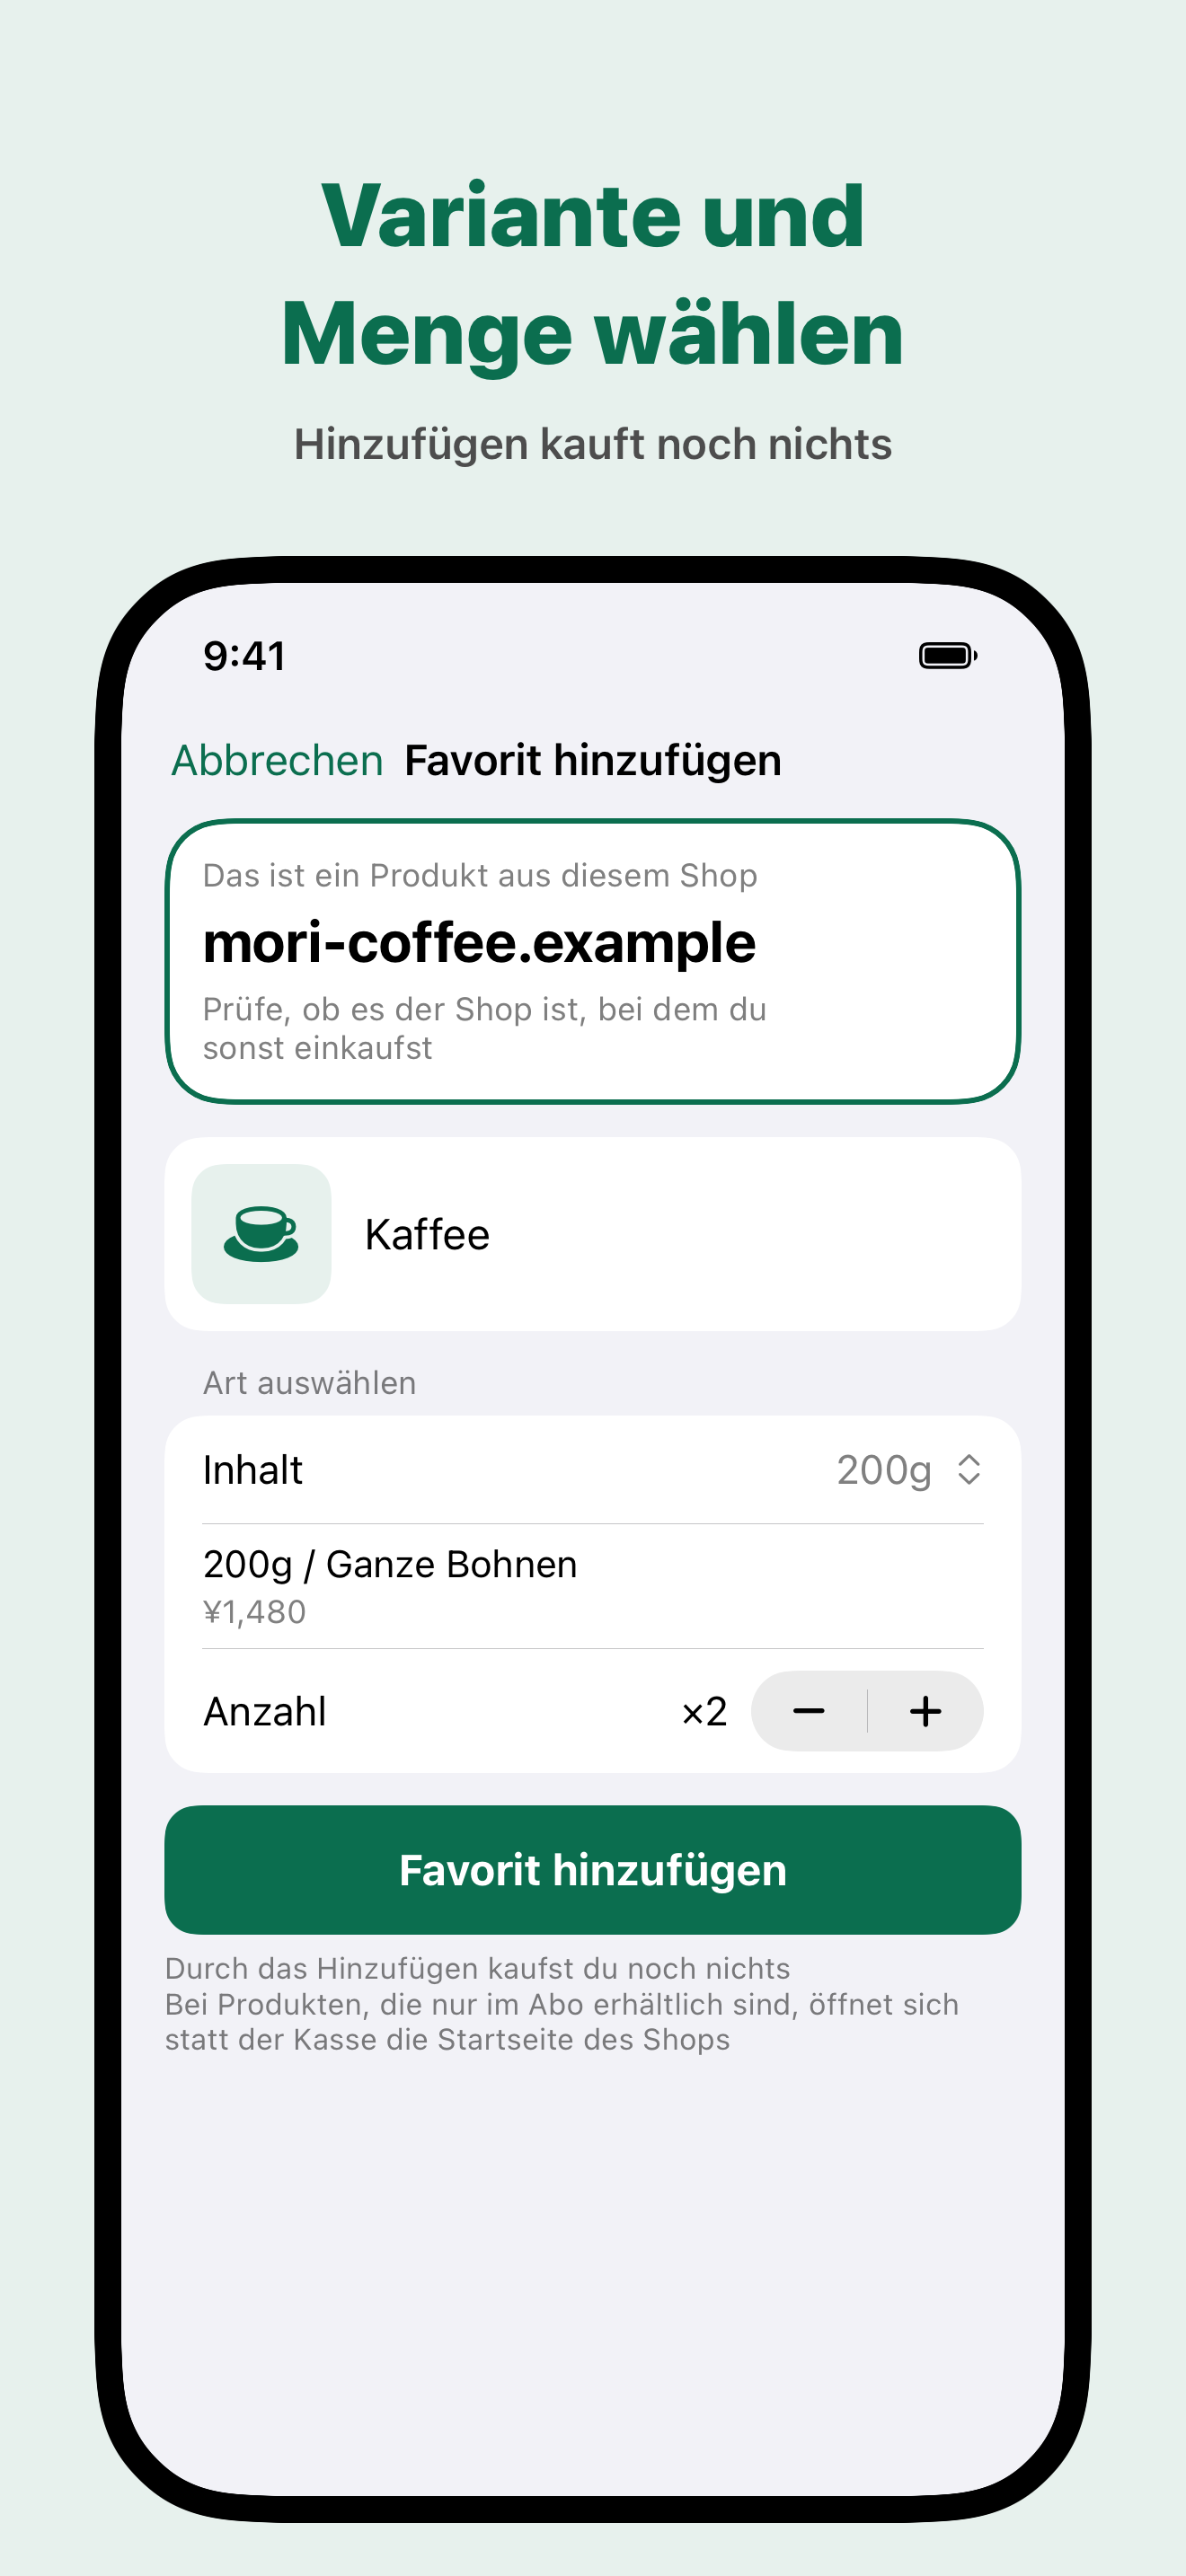 Variante und
Menge wählen
Hinzufügen kauft noch nichts
9:41
Abbrechen Favorit hinzufügen
Das ist ein Produkt aus diesem Shop
mori-coffee.example
Prüfe, ob es der Shop ist, bei dem du
sonst einkaufst
Kaffee
Art auswählen
Inhalt 200g
200g / Ganze Bohnen
¥1,480
Anzahl ×2 − +
Favorit hinzufügen
Durch das Hinzufügen kaufst du noch nichts
Bei Produkten, die nur im Abo erhältlich sind, öffnet sich
statt der Kasse die Startseite des Shops